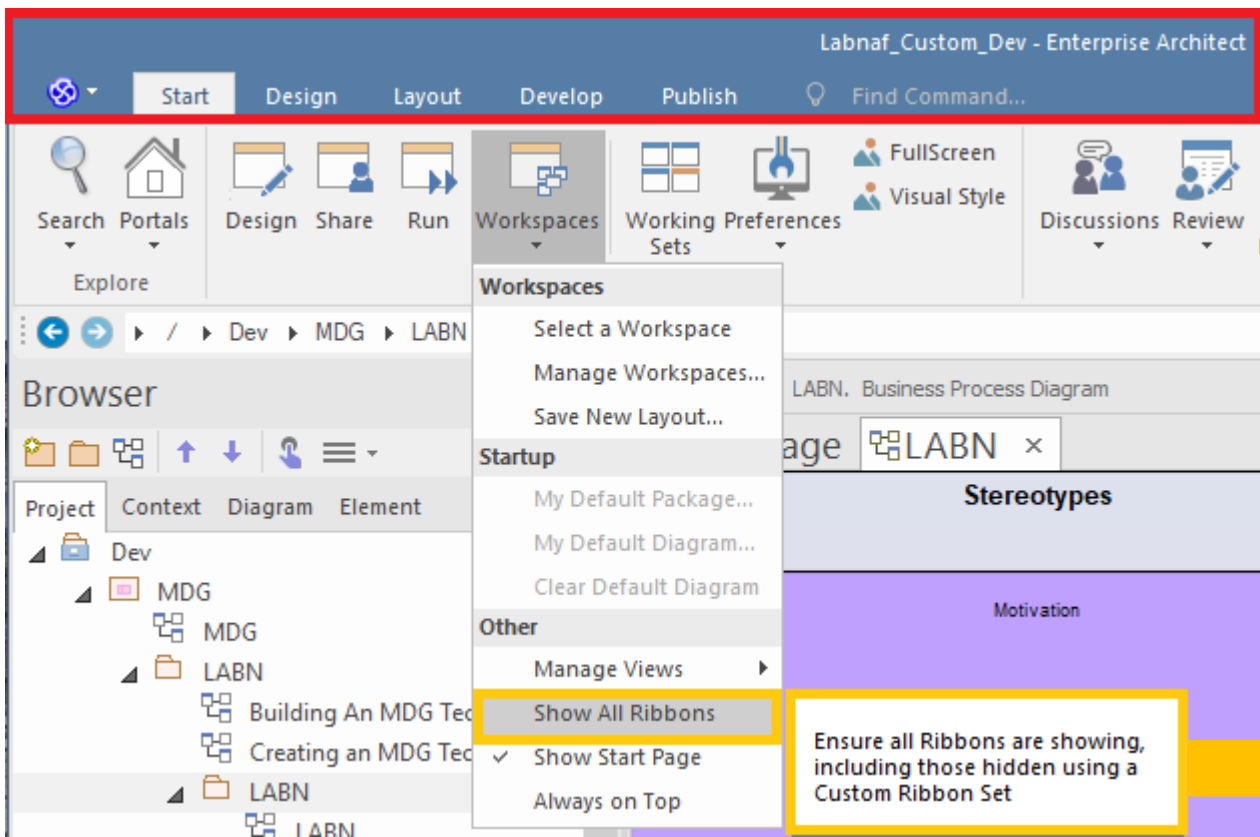 Labnaf_Custom_Dev - Enterprise Architect
Start Design Layout Develop Publish Find Command...
FullScreen
Visual Style
Search Portals Design Share Run Workspaces Working Sets Preferences Discussions Review
Explore
/ Dev MDG LABN
Workspaces
Select a Workspace
Manage Workspaces...
Save New Layout...
Startup
My Default Package...
My Default Diagram...
Clear Default Diagram
Other
Manage Views
Show All Ribbons
Show Start Page
Always on Top
Browser
Project Context Diagram Element
Dev
MDG
MDG
LABN
Building An MDG Tec
Creating an MDG Tec
LABN
LABN
LABN. Business Process Diagram
age LABN ×
Stereotypes
Motivation
Ensure all Ribbons are showing,
including those hidden using a
Custom Ribbon Set